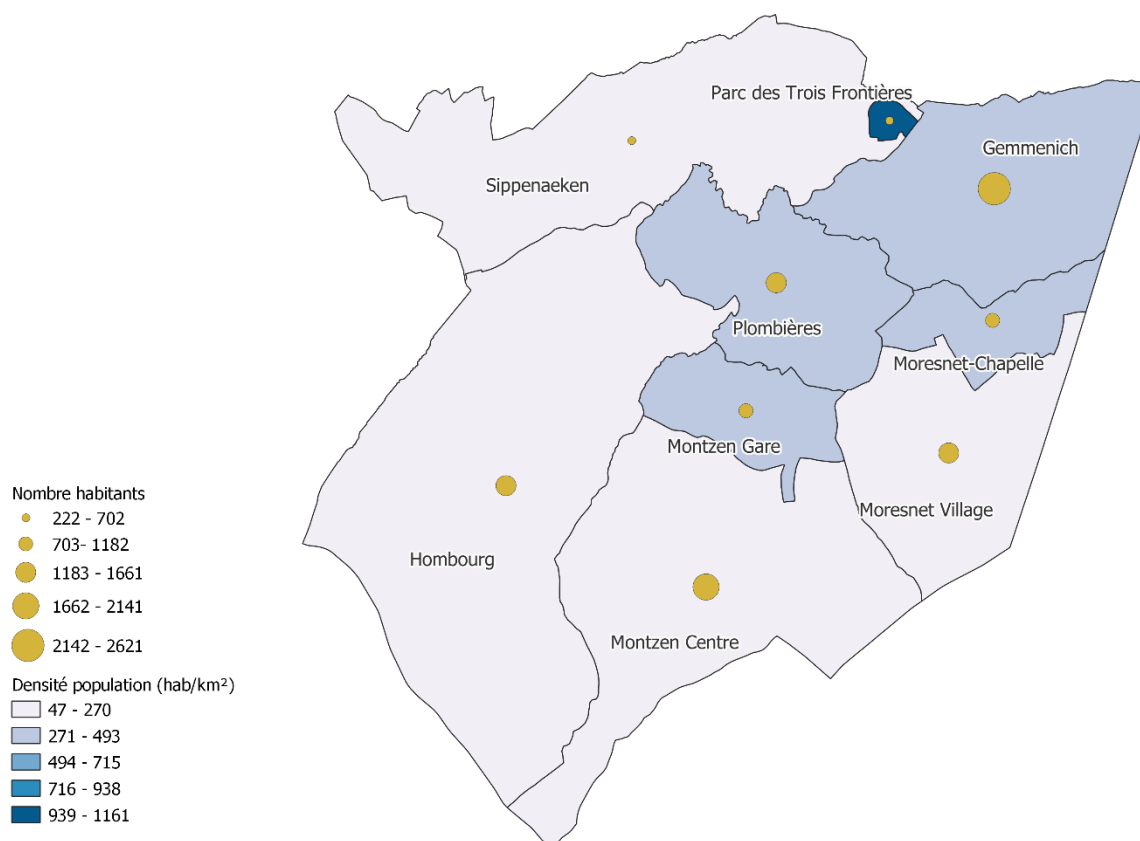 Parc des Trois Frontières
Gemmenich
Sippenaeken
Plombières
Moresnet-Chapelle
Montzen Gare
Moresnet Village
Hombourg
Montzen Centre
Nombre habitants
222 - 702
703- 1182
1183 - 1661
1662 - 2141
2142 - 2621
Densité population (hab/km²)
47 - 270
271 - 493
494 - 715
716 - 938
939 - 1161